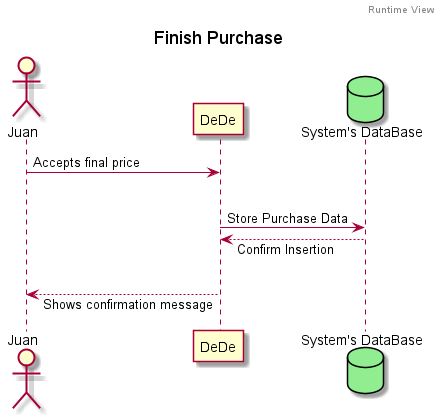 Runtime View
Finish Purchase
Juan
DeDe
System's DataBase
Accepts final price
Store Purchase Data
Confirm Insertion
Shows confirmation message
Juan
DeDe
System's DataBase